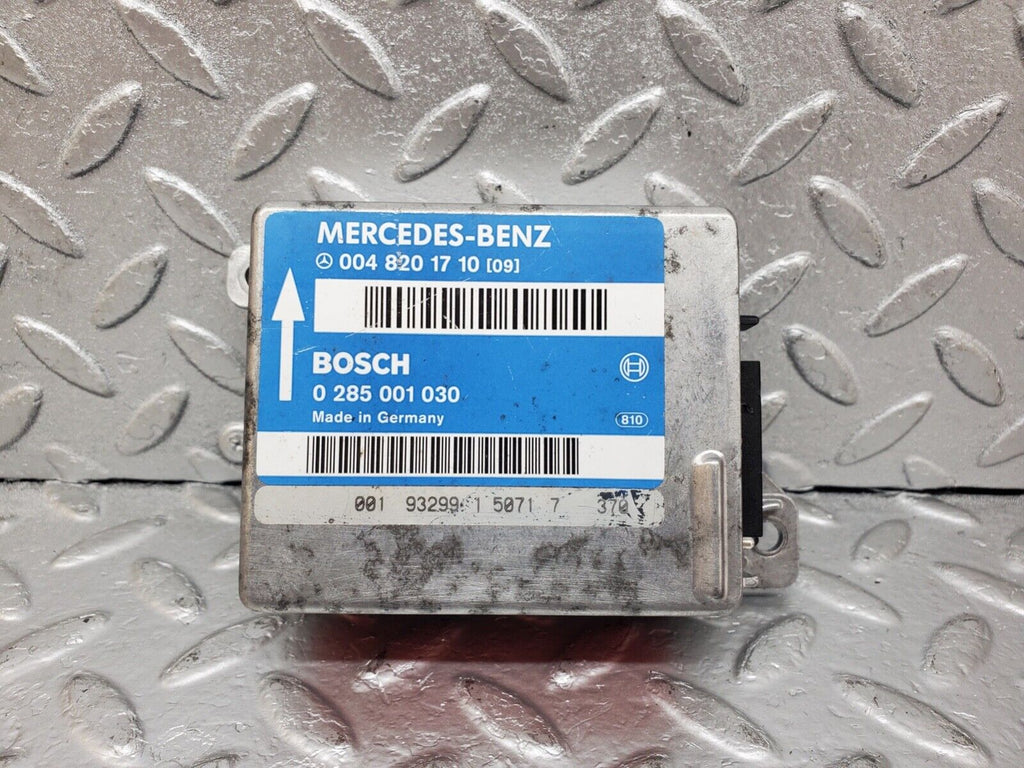 MERCEDES-BENZ
004 820 17 10 [09]
BOSCH
0 285 001 030
Made in Germany
810
001 93299 1 5071 7 370